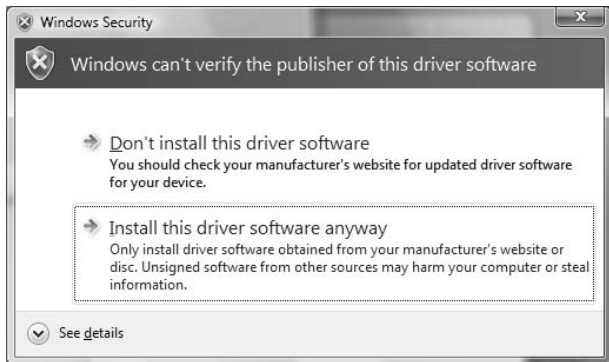 Windows Security
Windows can't verify the publisher of this driver software
Don't install this driver software
You should check your manufacturer's website for updated driver software
for your device.
Install this driver software anyway
Only install driver software obtained from your manufacturer's website or
disc. Unsigned software from other sources may harm your computer or steal
information.
See details